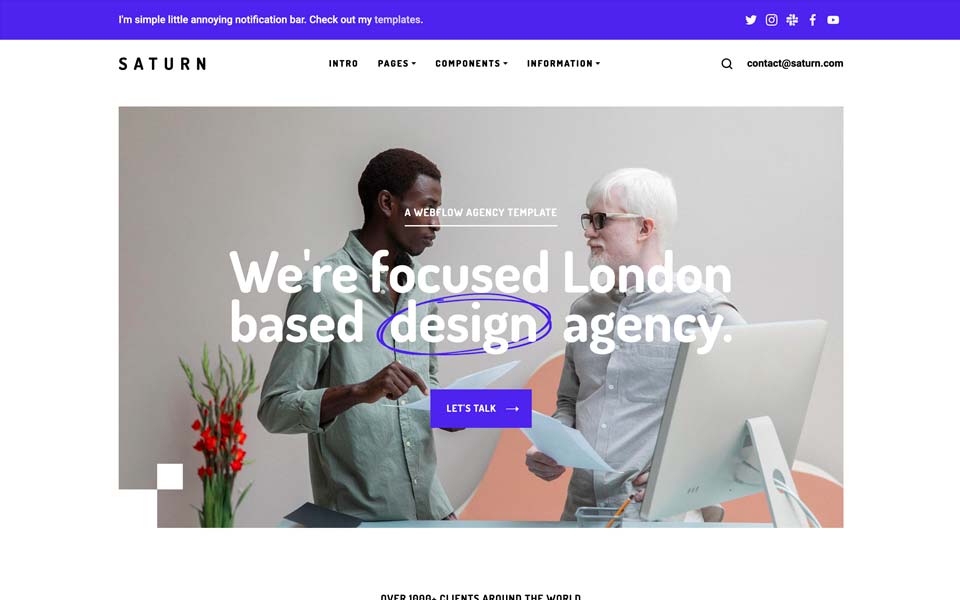 I'm simple little annoying notification bar. Check out my templates.
SATURN
INTRO
PAGES
COMPONENTS
INFORMATION
contact@saturn.com
A WEBFLOW AGENCY TEMPLATE
We're focused London
based design agency.
LET'S TALK
OVER 1000+ CLIENTS AROUND THE WORLD